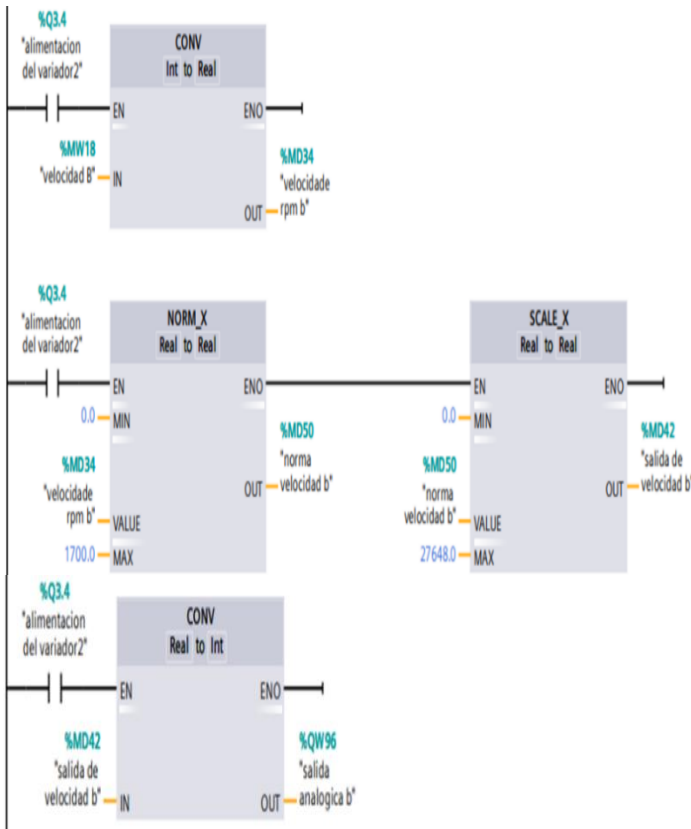 %Q3.4
"alimentacion
del variador2"
CONV
Int to Real
EN
ENO
%MW18
"velocidad B"
IN
%MD34
"velocidade
rpm b"
OUT
%Q3.4
"alimentacion
del variador2"
NORM_X
Real to Real
EN
ENO
0.0
MIN
%MD34
"velocidade
rpm b"
VALUE
1700.0
MAX
%MD50
"norma
velocidad b"
OUT
SCALE_X
Real to Real
EN
ENO
0.0
MIN
%MD50
"norma
velocidad b"
VALUE
27648.0
MAX
%MD42
"salida de
velocidad b"
OUT
%Q3.4
"alimentacion
del variador2"
CONV
Real to Int
EN
ENO
%MD42
"salida de
velocidad b"
IN
%QW96
"salida
analogica b"
OUT